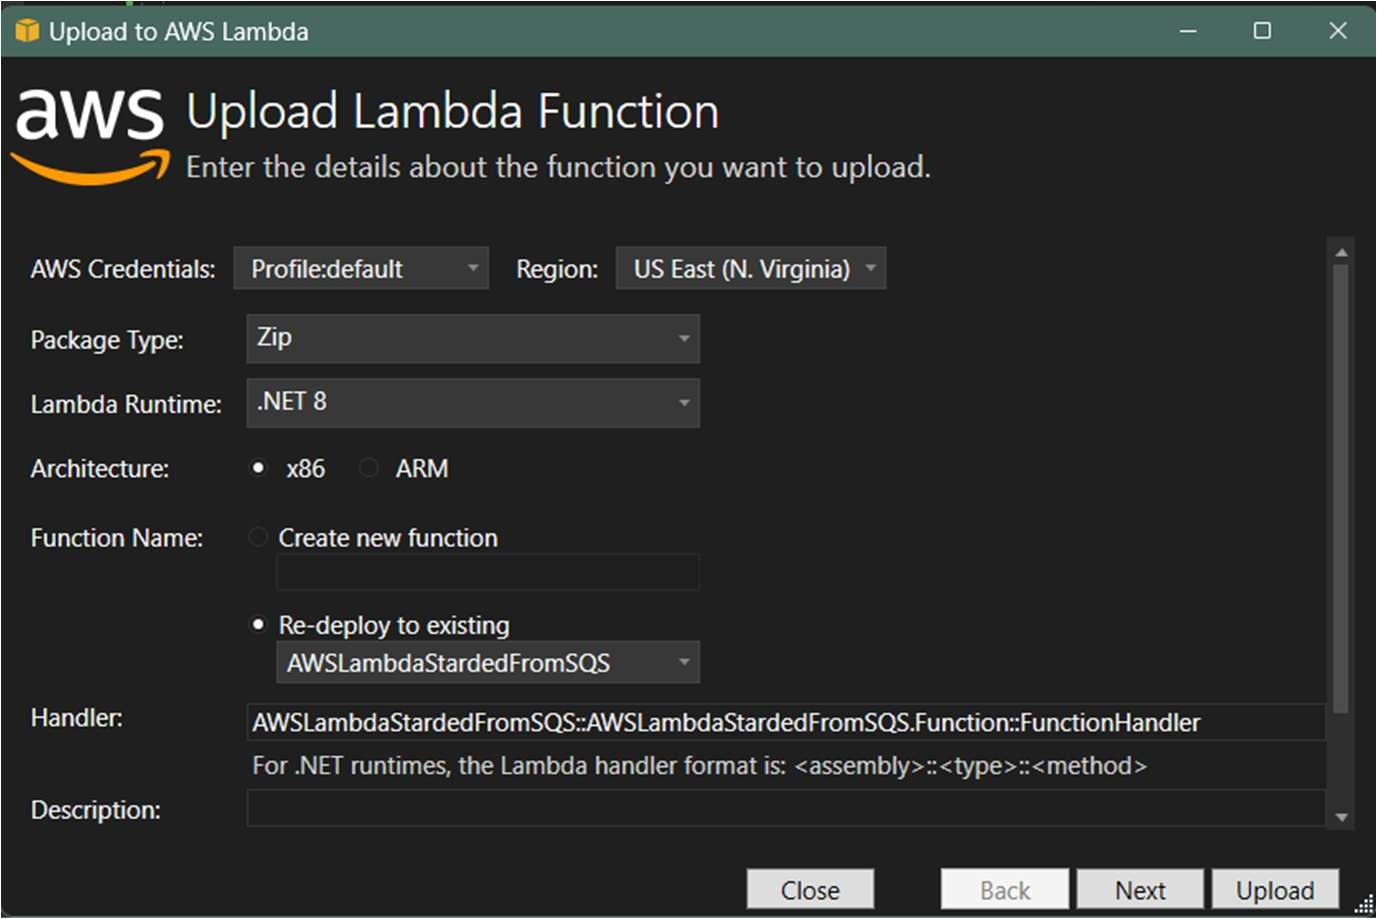 Upload to AWS Lambda
aws
Upload Lambda Function
Enter the details about the function you want to upload.
AWS Credentials: Profile:default Region: US East (N. Virginia)
Package Type: Zip
Lambda Runtime: .NET 8
Architecture: x86 ARM
Function Name: Create new function
Re-deploy to existing
AWSLambdaStardedFromSQS
Handler: AWSLambdaStardedFromSQS::AWSLambdaStardedFromSQS.Function::FunctionHandler
For .NET runtimes, the Lambda handler format is: <assembly>::<type>::<method>
Description:
Close Back Next Upload